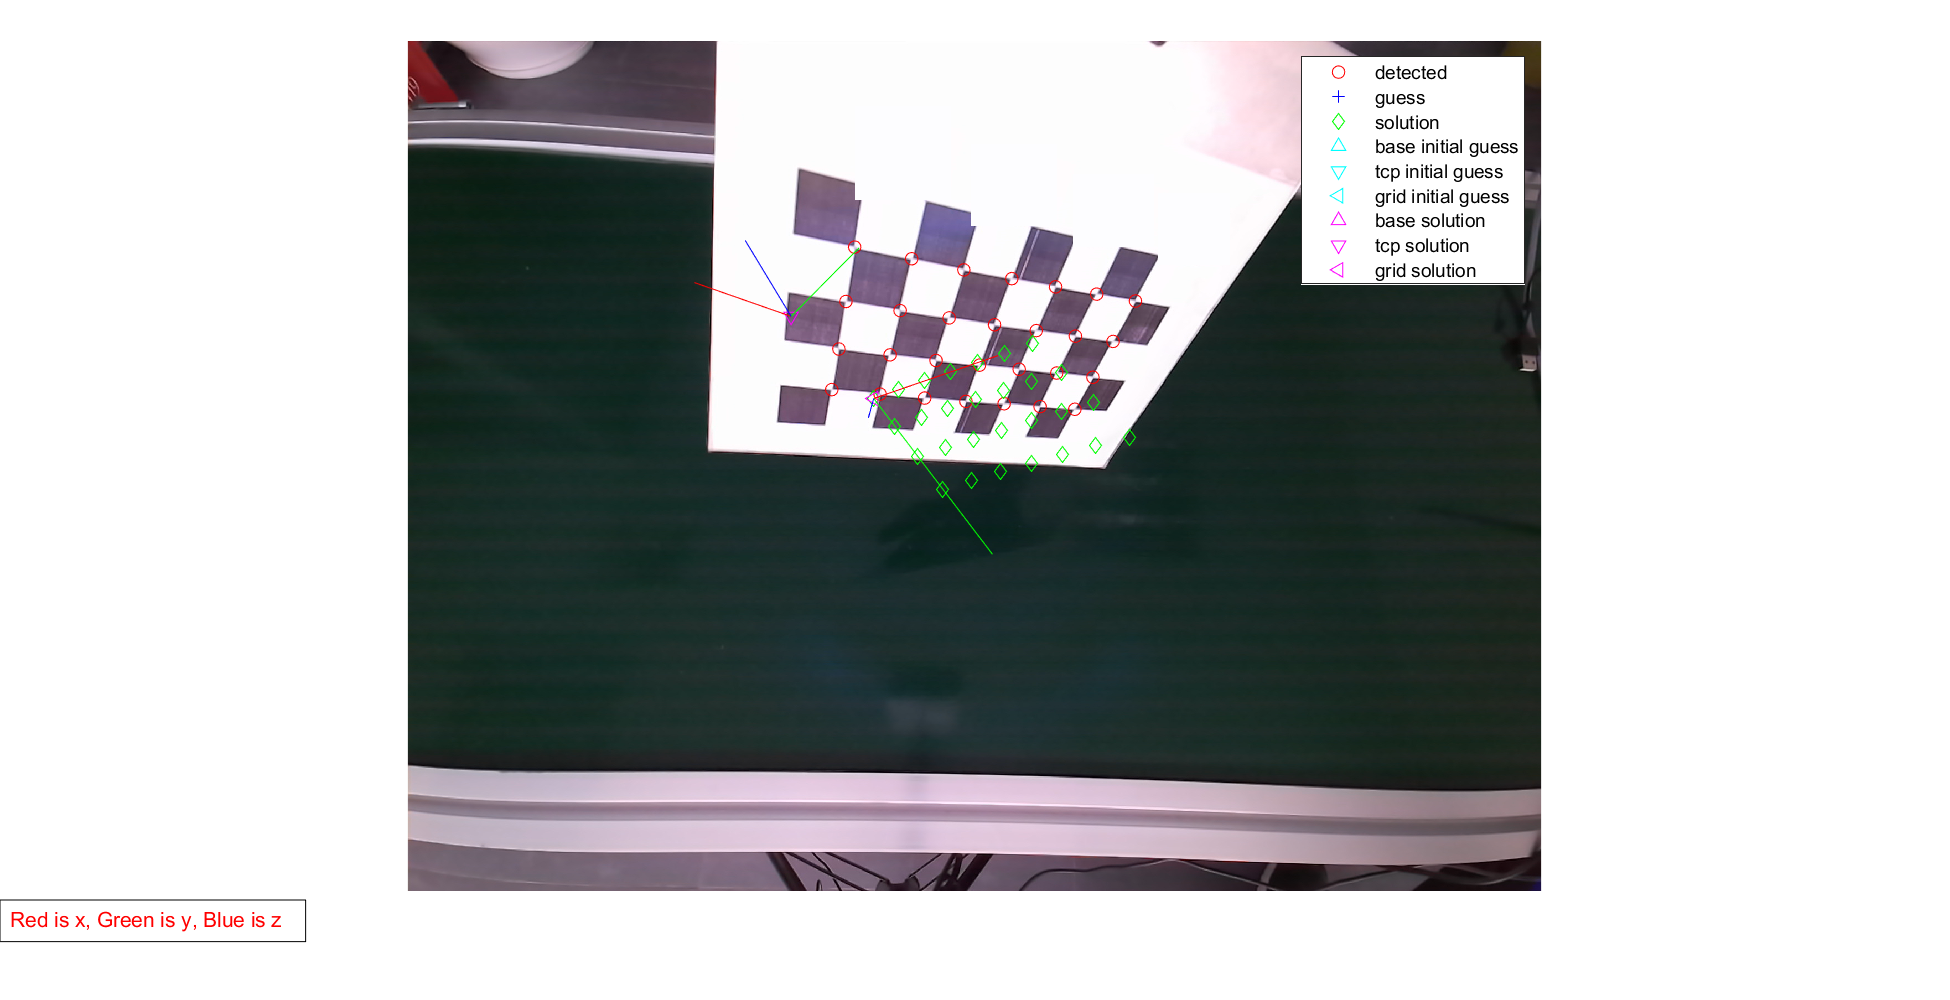 detected
guess
solution
base initial guess
tcp initial guess
grid initial guess
base solution
tcp solution
grid solution
Red is x, Green is y, Blue is z